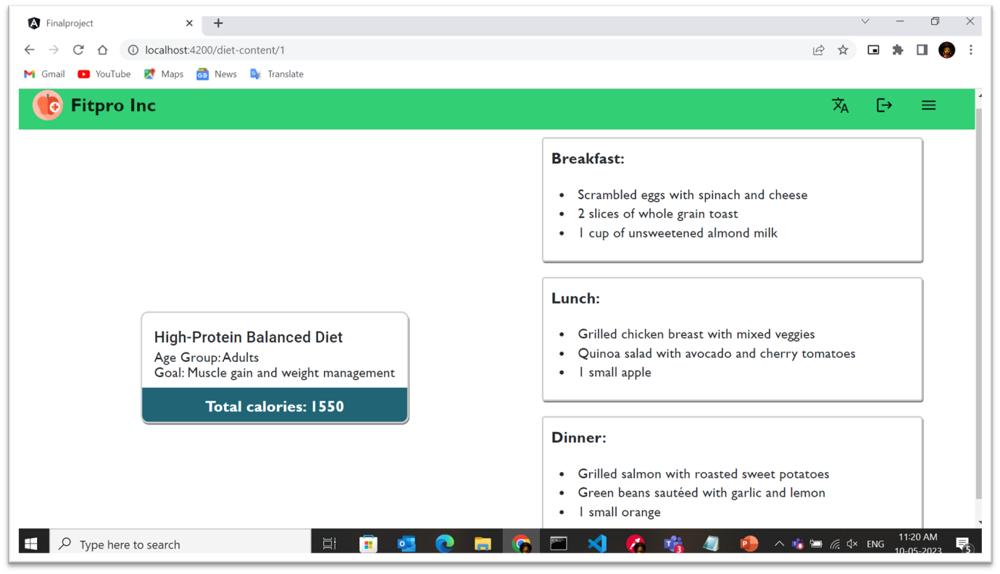 Finalproject
localhost:4200/diet-content/1
Gmail YouTube Maps News Translate
Fitpro Inc
High-Protein Balanced Diet
Age Group: Adults
Goal: Muscle gain and weight management
Total calories: 1550
Breakfast:
• Scrambled eggs with spinach and cheese
• 2 slices of whole grain toast
• 1 cup of unsweetened almond milk
Lunch:
• Grilled chicken breast with mixed veggies
• Quinoa salad with avocado and cherry tomatoes
• 1 small apple
Dinner:
• Grilled salmon with roasted sweet potatoes
• Green beans sautéed with garlic and lemon
• 1 small orange
Type here to search
ENG
11:20 AM
10-05-2023
5